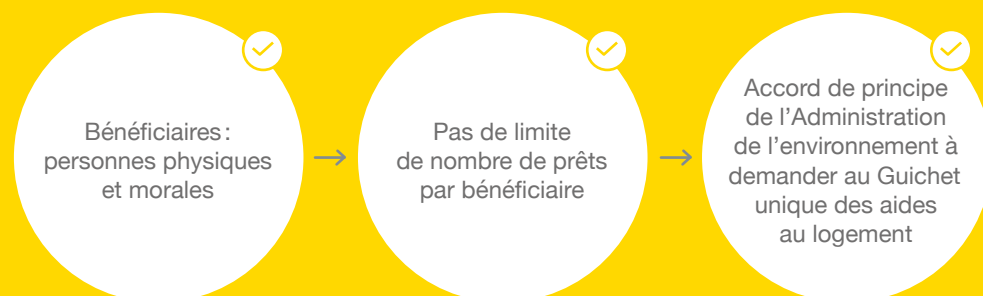 Bénéficiaires :
personnes physiques
et morales
Pas de limite
de nombre de prêts
par bénéficiaire
Accord de principe
de l’Administration
de l’environnement à
demander au Guichet
unique des aides
au logement